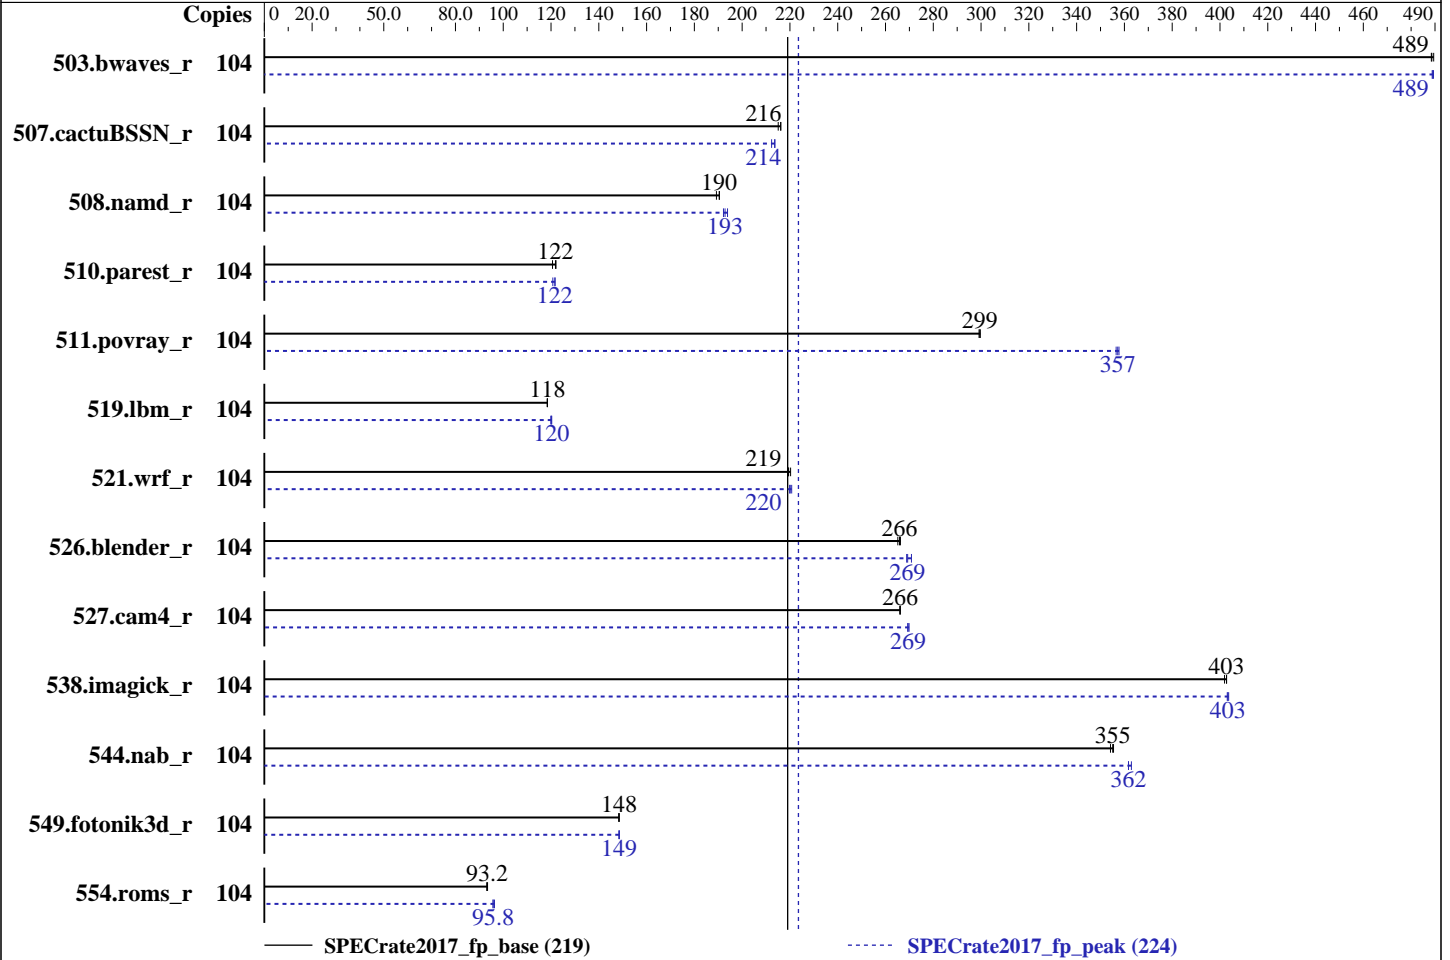 Copies 0 20.0 50.0 80.0 100 120 140 160 180 200 220 240 260 280 300 320 340 360 380 400 420 440 460 490
503.bwaves_r 104 489
489
507.cactuBSSN_r 104 216
214
508.namd_r 104 190
193
510.parest_r 104 122
122
511.povray_r 104 299
357
519.lbm_r 104 118
120
521.wrf_r 104 219
220
526.blender_r 104 266
269
527.cam4_r 104 266
269
538.imagick_r 104 403
403
544.nab_r 104 355
362
549.fotonik3d_r 104 148
149
554.roms_r 104 93.2
95.8
SPECrate2017_fp_base (219) SPECrate2017_fp_peak (224)